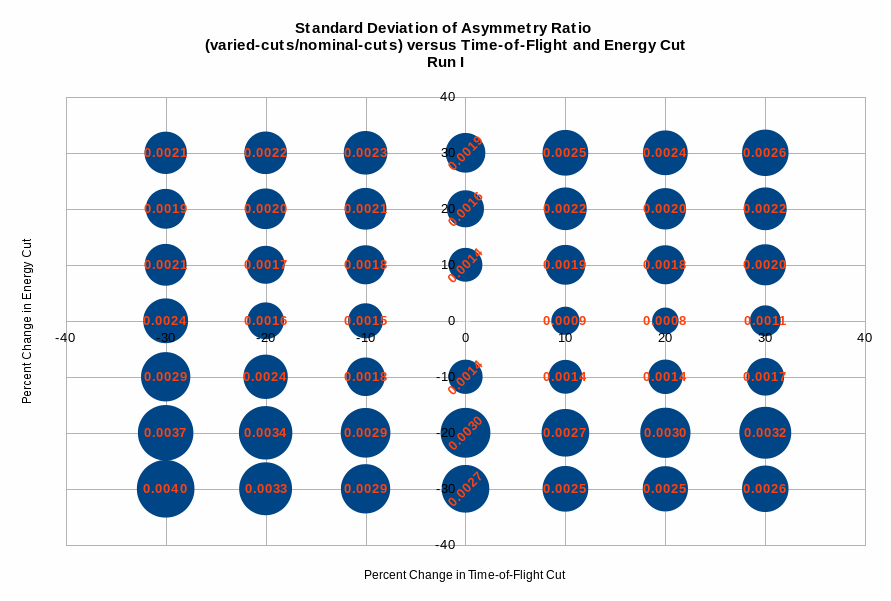 Standard Deviation of Asymmetry Ratio
(varied-cuts/nominal-cuts) versus Time-of-Flight and Energy Cut
Run I
40
0.0021 0.0022 0.0023 30 0.0019 0.0025 0.0024 0.0026
0.0019 0.0020 0.0021 20 0.0016 0.0022 0.0020 0.0022
0.0021 0.0017 0.0018 10 0.0014 0.0019 0.0018 0.0020
0.0024 0.0016 0.0015 0 0.0009 0.0008 0.0011
-40 -30 -20 -10 0 10 20 30 40
0.0029 0.0024 0.0018 -10 0.0014 0.0014 0.0014 0.0017
0.0037 0.0034 0.0029 -20 0.0030 0.0027 0.0030 0.0032
0.0040 0.0033 0.0029 -30 0.0027 0.0025 0.0025 0.0026
-40
Percent Change in Energy Cut
Percent Change in Time-of-Flight Cut